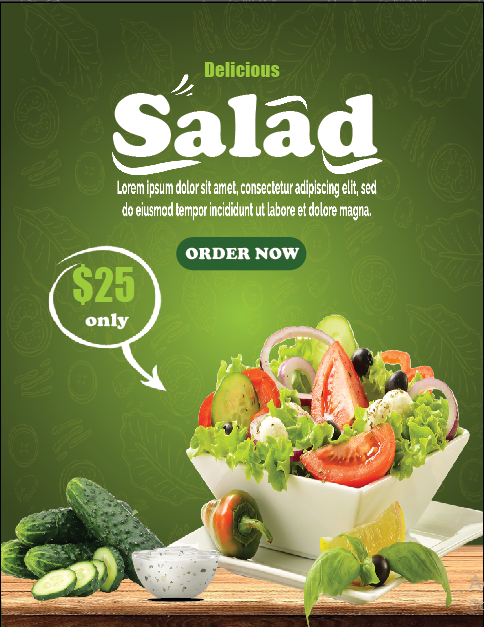 Delicious
Salad
Lorem ipsum dolor sit amet, consectetur adipiscing elit, sed
do eiusmod tempor incididunt ut labore et dolore magna.
ORDER NOW
$25
only